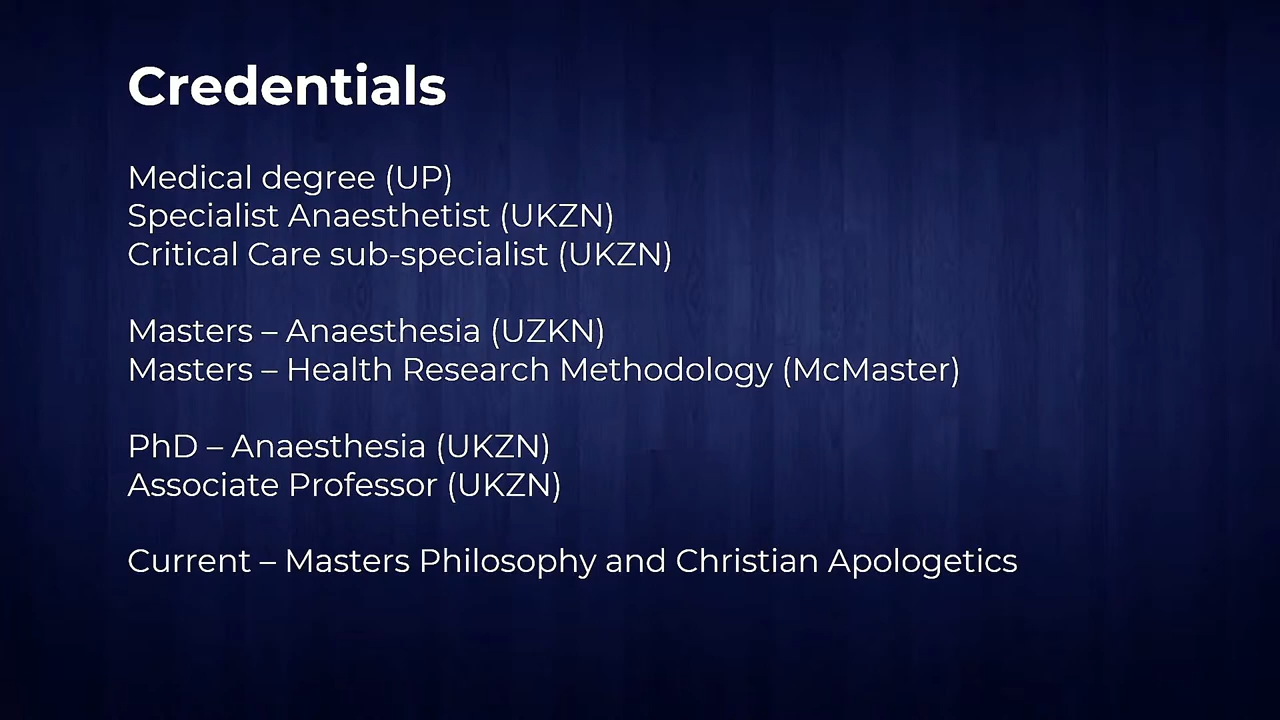 Credentials
Medical degree (UP)
Specialist Anaesthetist (UKZN)
Critical Care sub-specialist (UKZN)
Masters – Anaesthesia (UZKN)
Masters – Health Research Methodology (McMaster)
PhD – Anaesthesia (UKZN)
Associate Professor (UKZN)
Current – Masters Philosophy and Christian Apologetics